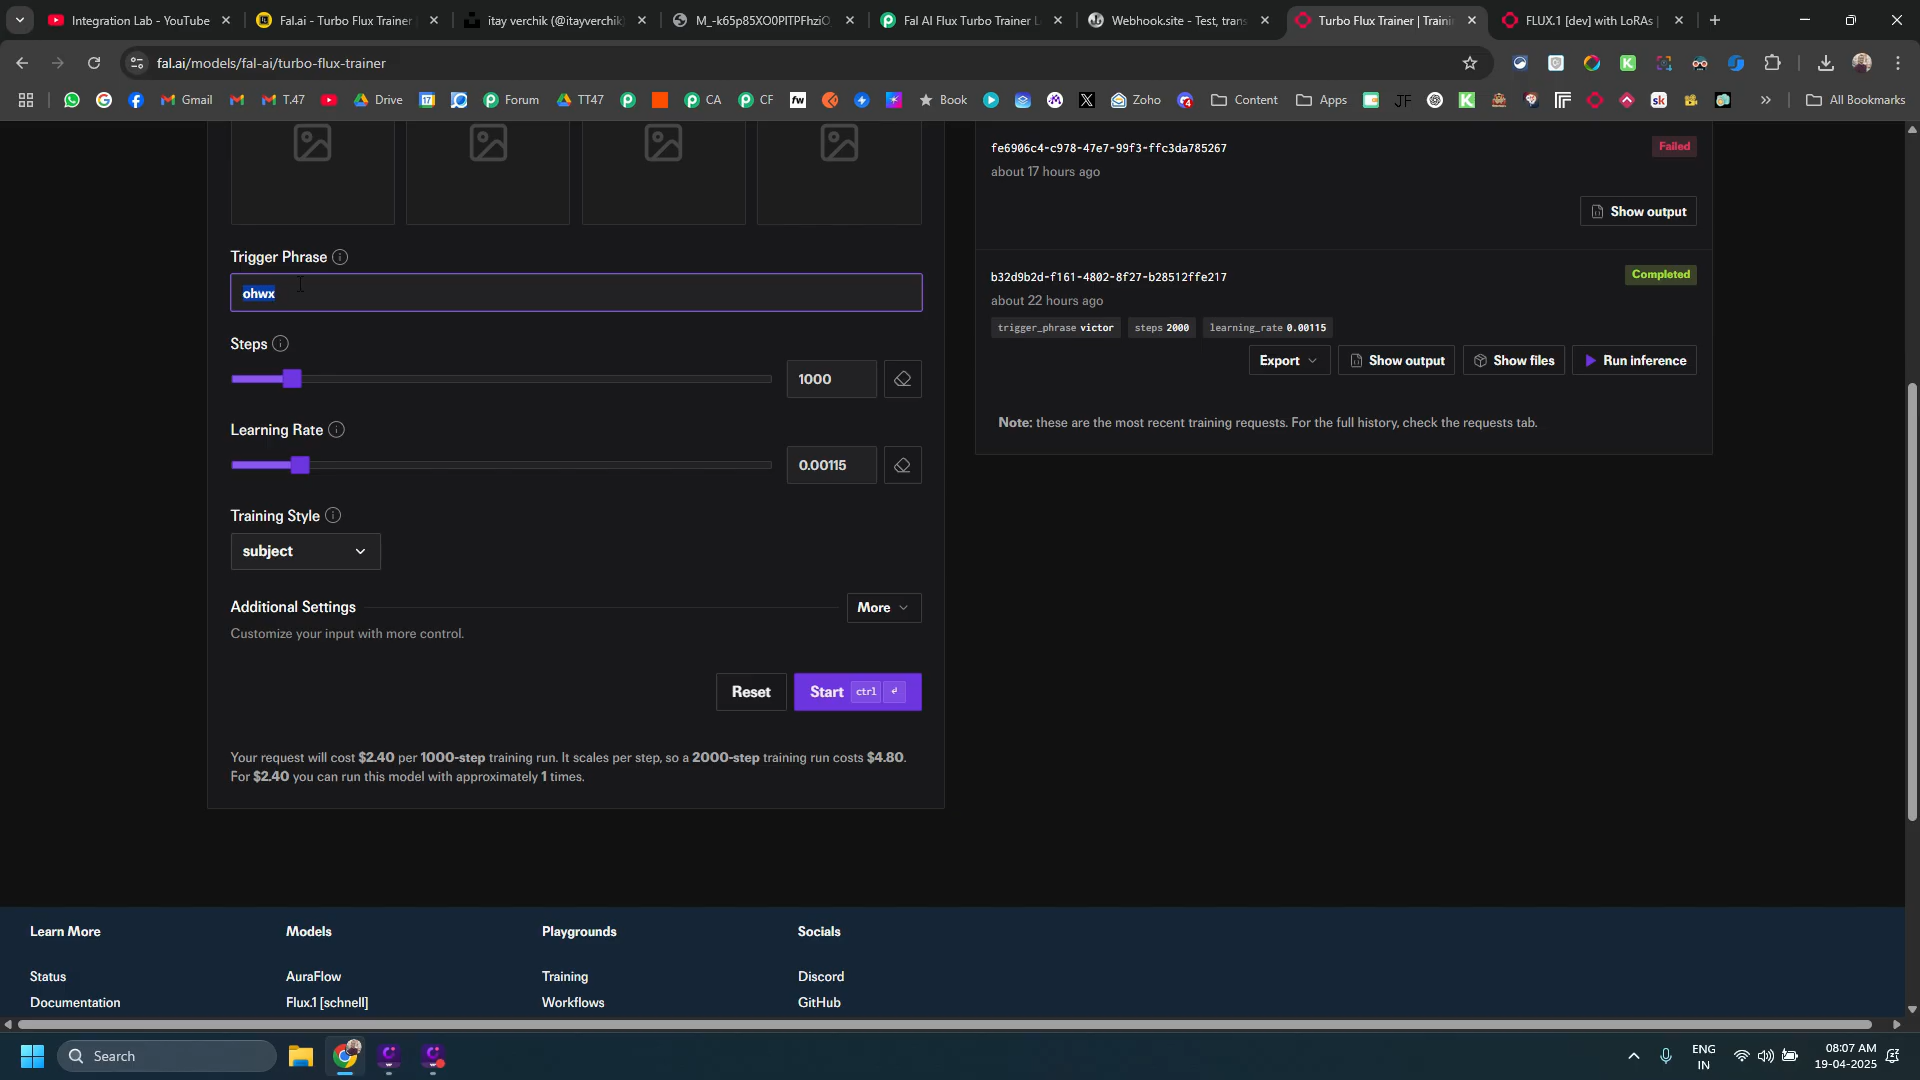 Integration Lab - YouTube
Fal.ai - Turbo Flux Trainer
itay verchik (@itayverchik)
M_-k65p85XO0PITPFhziO
Fal AI Flux Turbo Trainer L
Webhook.site - Test, trans
Turbo Flux Trainer | Traini
FLUX.1 [dev] with LoRAs |
fal.ai/models/fal-ai/turbo-flux-trainer
Gmail
T.47
Drive
Forum
TT47
CA
CF
fw
Book
Zoho
Content
Apps
JF
sk
All Bookmarks
fe6906c4-c978-47e7-99f3-ffc3da785267
Failed
about 17 hours ago
Show output
Trigger Phrase
ohwx
b32d9b2d-f161-4802-8f27-b28512ffe217
Completed
about 22 hours ago
trigger_phrase victor
steps 2000
learning_rate 0.00115
Export
Show output
Show files
Run inference
Note: these are the most recent training requests. For the full history, check the requests tab.
Steps
1000
Learning Rate
0.00115
Training Style
subject
Additional Settings
More
Customize your input with more control.
Reset
Start ctrl
Your request will cost $2.40 per 1000-step training run. It scales per step, so a 2000-step training run costs $4.80.
For $2.40 you can run this model with approximately 1 times.
Learn More
Models
Playgrounds
Socials
Status
AuraFlow
Training
Discord
Documentation
Flux.1 [schnell]
Workflows
GitHub
Search
ENG
IN
08:07 AM
19-04-2025